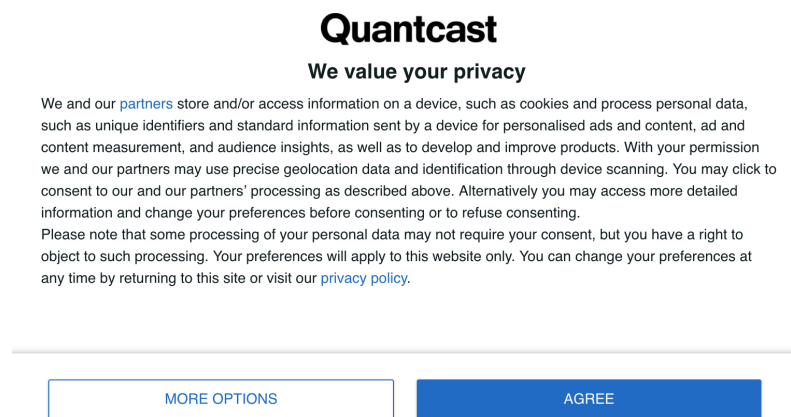 Quantcast
We value your privacy
We and our partners store and/or access information on a device, such as cookies and process personal data,
such as unique identifiers and standard information sent by a device for personalised ads and content, ad and
content measurement, and audience insights, as well as to develop and improve products. With your permission
we and our partners may use precise geolocation data and identification through device scanning. You may click to
consent to our and our partners’ processing as described above. Alternatively you may access more detailed
information and change your preferences before consenting or to refuse consenting.
Please note that some processing of your personal data may not require your consent, but you have a right to
object to such processing. Your preferences will apply to this website only. You can change your preferences at
any time by returning to this site or visit our privacy policy.
MORE OPTIONS
AGREE